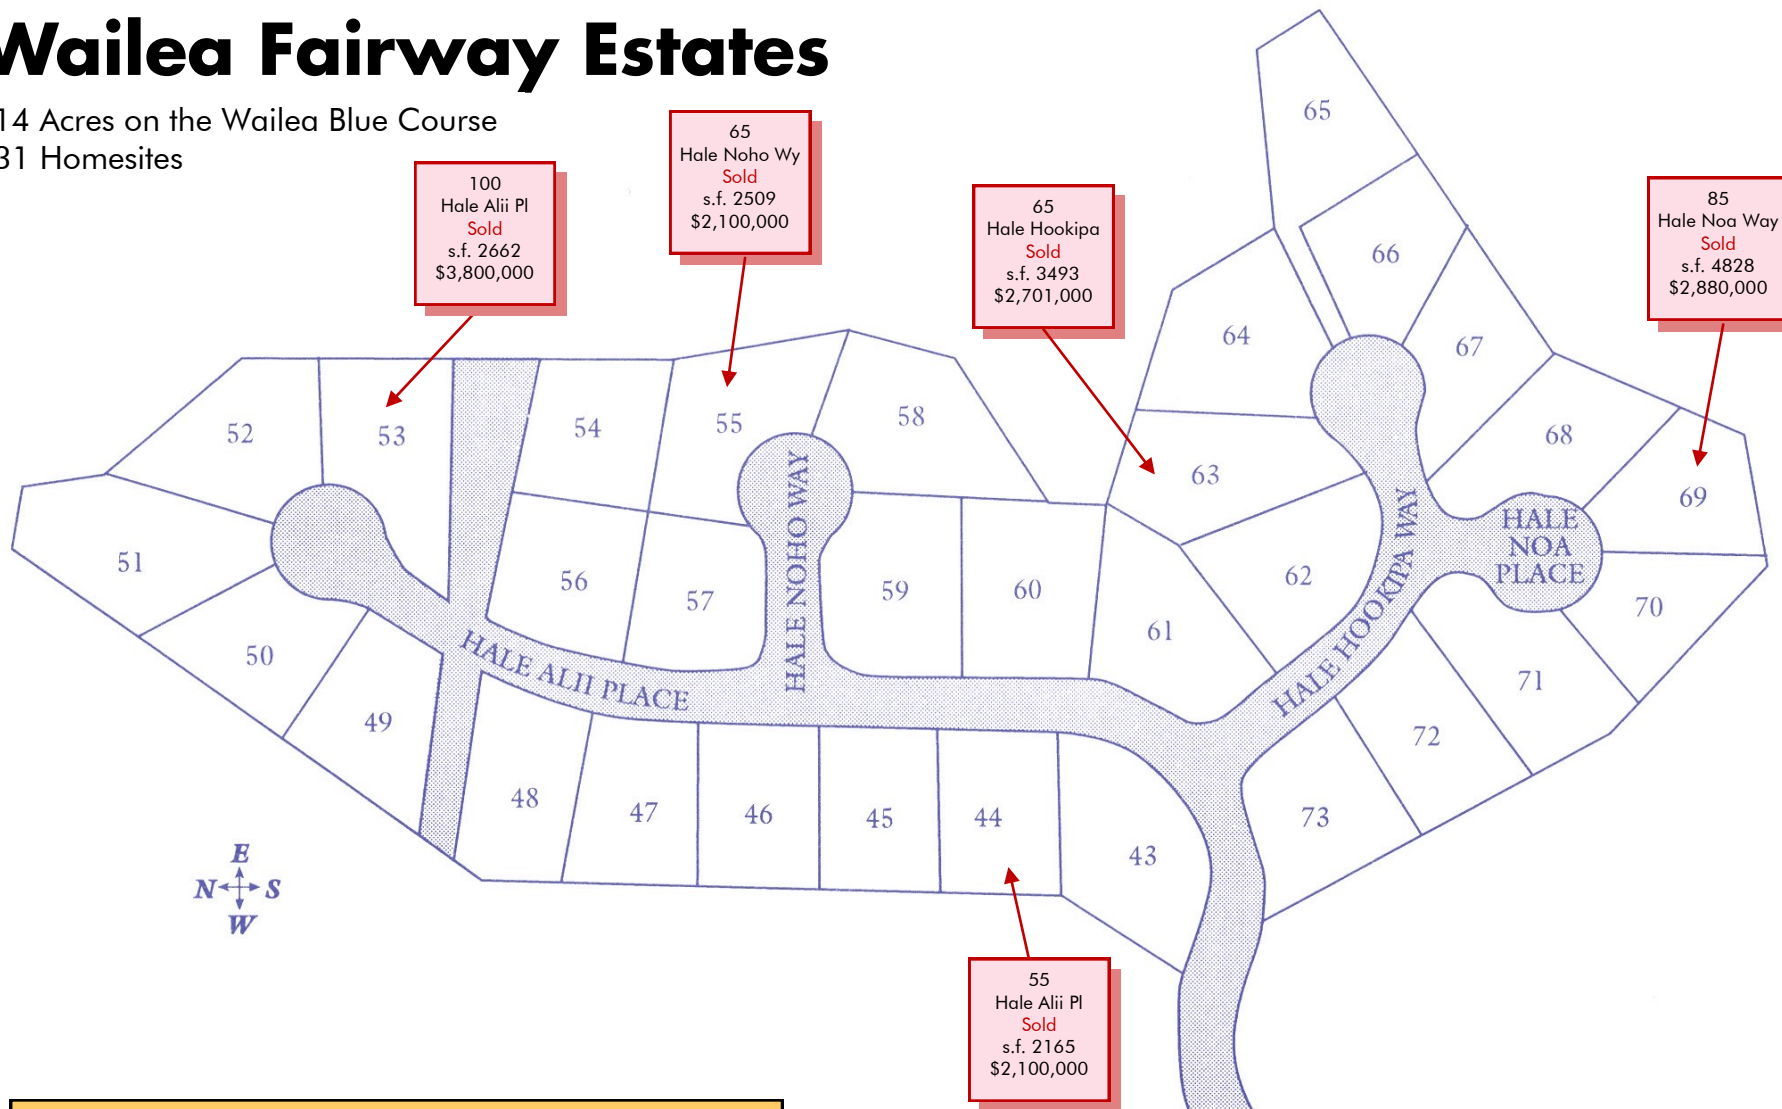 Wailea Fairway Estates
14 Acres on the Wailea Blue Course
31 Homesites
100
Hale Alii Pl
Sold
s.f. 2662
$3,800,000
65
Hale Noho Wy
Sold
s.f. 2509
$2,100,000
65
Hale Hookipa
Sold
s.f. 3493
$2,701,000
85
Hale Noa Way
Sold
s.f. 4828
$2,880,000
65
66
64
67
52
53
54
55
58
68
63
69
51
56
57
59
60
62
61
70
50
49
71
72
48
47
46
45
44
43
73
HALE ALII PLACE
HALE NOHO WAY
HALE HOOKIPA WAY
HALE
NOA
PLACE
E
N S
W
55
Hale Alii Pl
Sold
s.f. 2165
$2,100,000